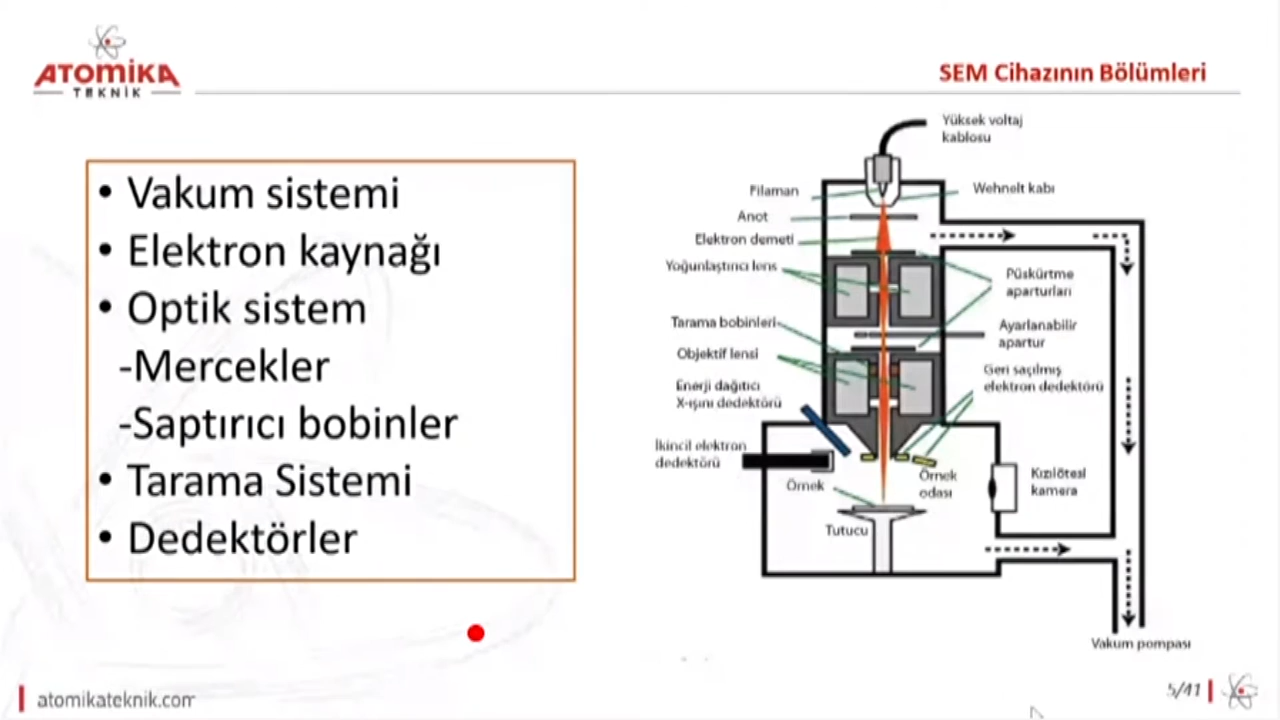 ATOMİKA
TEKNİK
SEM Cihazının Bölümleri
• Vakum sistemi
• Elektron kaynağı
• Optik sistem
-Mercekler
-Saptırıcı bobinler
• Tarama Sistemi
• Dedektörler
Yüksek voltaj
kablosu
Filaman
Wehnelt kabı
Anot
Elektron demeti
Yoğunlaştırıcı lens
Püskürtme
aparturları
Tarama bobinleri
Ayarlanabilir
apartur
Objektif lensi
Geri saçılmış
elektron dedektörü
Enerji dağıtıcı
X-ışını dedektörü
İkincil elektron
dedektörü
Örnek
Örnek
odası
Kızılötesi
kamera
Tutucu
Vakum pompası
atomikateknik.com
5/41